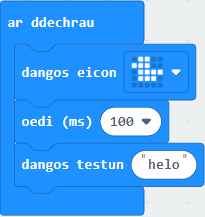 ar ddechrau
dangos eicon
oedi (ms) 100
dangos testun "helo"